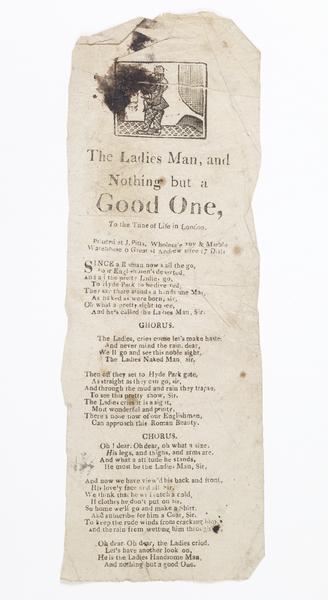 The Ladies Man, and
Nothing but a
Good One,
To the Tune of Life in London.
Printed at J. Pitts, Wholesale Toy & Marble
Warehouse 6 Great st Andrew street 7 Dials
SINCE a Roman now's all the go,
Poor Englishmen's deserted,
And all the pretty Ladies go,
To Hyde Park to be diverted,
There sir there stands a handsome Man,
As naked as were born, sir,
Oh what a pretty sight to see,
And he's called the Ladies Man, Sir.
CHORUS.
The Ladies, cries come let's make haste,
And never mind the rain, dear,
We'll go and see this noble sight,
The Ladies Naked Man, sir.
Then off they set to Hyde Park gate,
As straight as they can go, sir,
And through the mud and rain they trapse,
To see this pretty show, Sir.
The Ladies cries it is a sight,
Most wonderful and pretty,
There's none now of our Englishman,
Can approach this Roman Beauty.
CHORUS.
Oh! dear. Oh dear, what a size.
His legs, and thighs, and arms are.
And what a attitude he stands,
He must be the Ladies Man, Sir.
And now we have view'd his back and front,
His lovely face and all Sir,
We think that he will catch a cold,
If clothes he don't put on sir,
So home we'll go and make a Shirt.
And subscribe for him a Coat, Sir,
To keep the rude winds from cracking his
and the rain from wetting him through
Oh dear Oh dear, the Ladies cried.
Let's have another look on,
He is the Ladies Handsome Man,
And nothing but a good One.